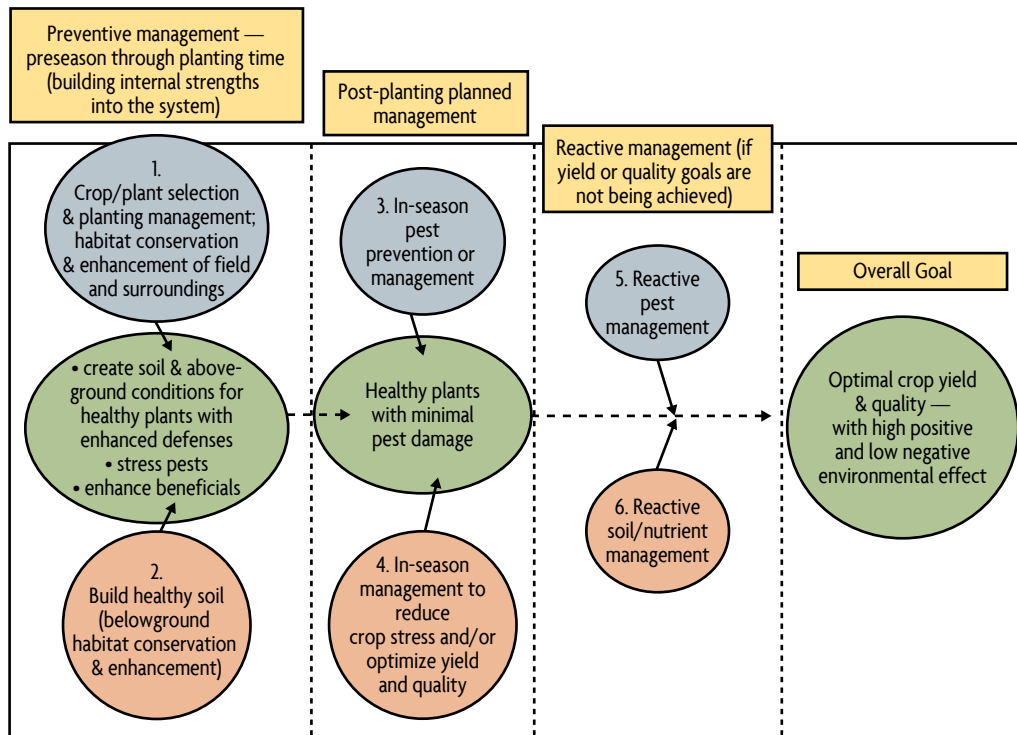 Preventive management —
preseason through planting time
(building internal strengths
into the system)
Post-planting planned
management
Reactive management (if
yield or quality goals are
not being achieved)
Overall Goal
1.
Crop/plant selection
& planting management;
habitat conservation
& enhancement of field
and surroundings
• create soil & above-
ground conditions for
healthy plants with
enhanced defenses
• stress pests
• enhance beneficials
2.
Build healthy soil
(belowground
habitat conservation
& enhancement)
3. In-season
pest
prevention or
management
Healthy plants
with minimal
pest damage
4. In-season
management to
reduce
crop stress and/or
optimize yield
and quality
5. Reactive
pest
management
6. Reactive
soil/nutrient
management
Optimal crop yield
& quality —
with high positive
and low negative
environmental effect